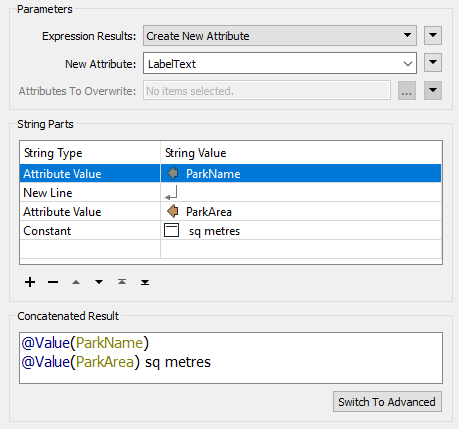 Parameters
Expression Results: Create New Attribute
New Attribute: LabelText
Attributes To Overwrite: No items selected. ...
String Parts
String Type String Value
Attribute Value ParkName
New Line
Attribute Value ParkArea
Constant sq metres
Concatenated Result
@Value(ParkName)
@Value(ParkArea) sq metres
Switch To Advanced